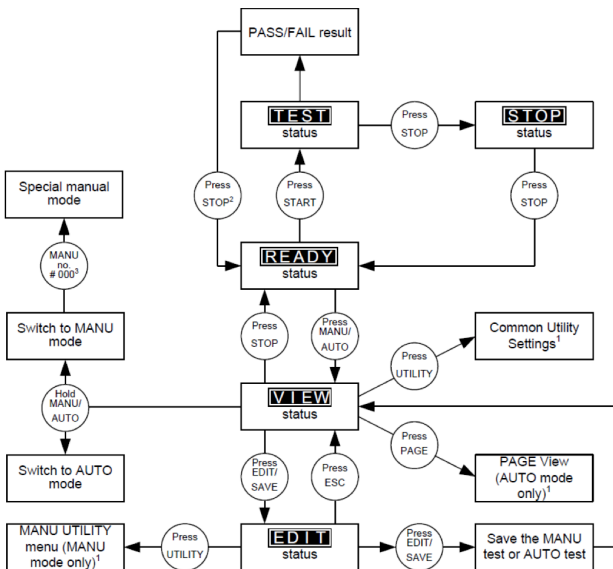 PASS/FAIL result
TEST
status
Press
STOP
STOP
status
Special manual
mode
Press
STOP²
Press
START
Press
STOP
MANU
no.
# 000³
READY
status
Switch to MANU
mode
Press
STOP
Press
MANU/
AUTO
Common Utility
Settings¹
Press
UTILITY
Hold
MANU/
AUTO
VIEW
status
Press
PAGE
Switch to AUTO
mode
Press
EDIT/
SAVE
Press
ESC
PAGE View
(AUTO mode
only)¹
MANU UTILITY
menu (MANU
mode only)¹
Press
UTILITY
EDIT
status
Press
EDIT/
SAVE
Save the MANU
test or AUTO test